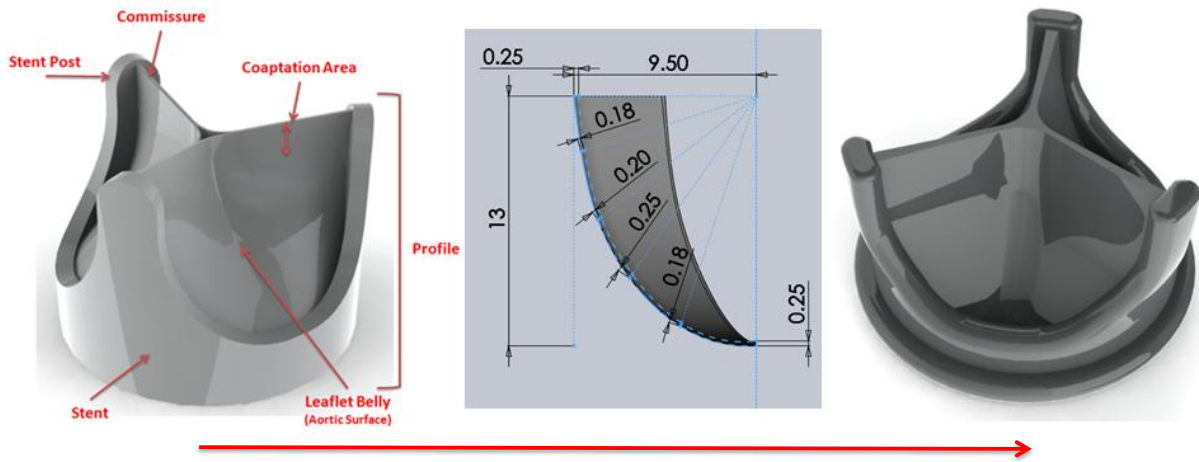 Commissure
Stent Post
Coaptation Area
Profile
Stent
Leaflet Belly
(Aortic Surface)
0.25
9.50
0.18
0.20
0.25
0.18
13
0.25